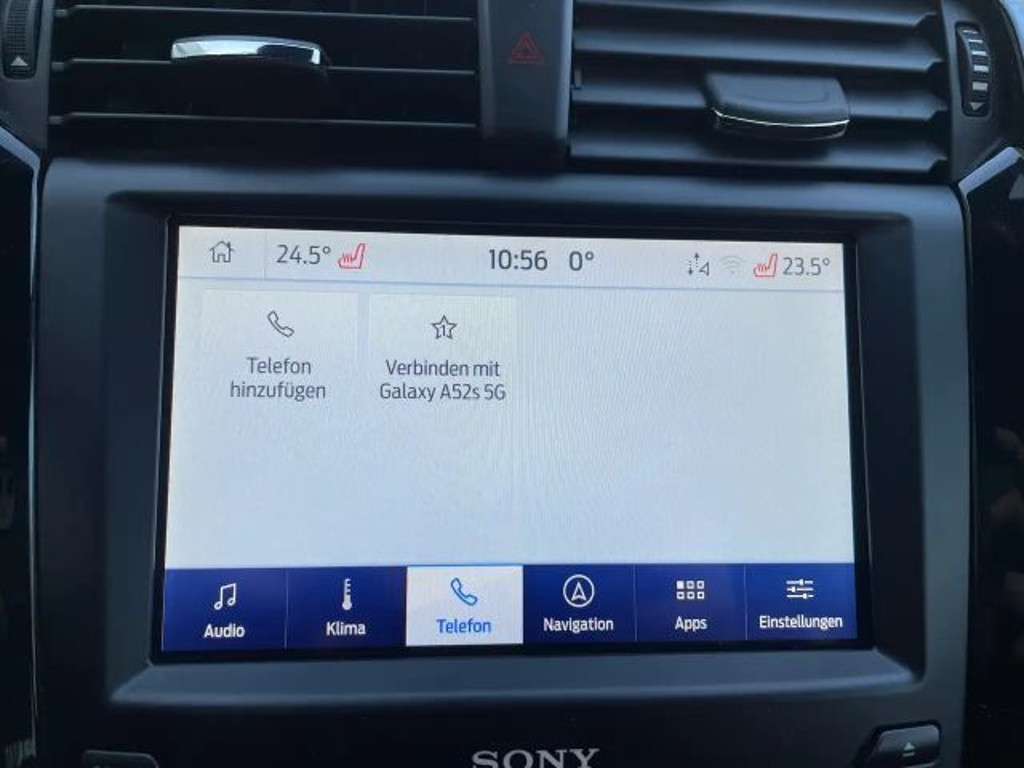 24.5° 10:56 0° 23.5°
Telefon
hinzufügen
1
Verbinden mit
Galaxy A52s 5G
Audio Klima Telefon Navigation Apps Einstellungen
SONY